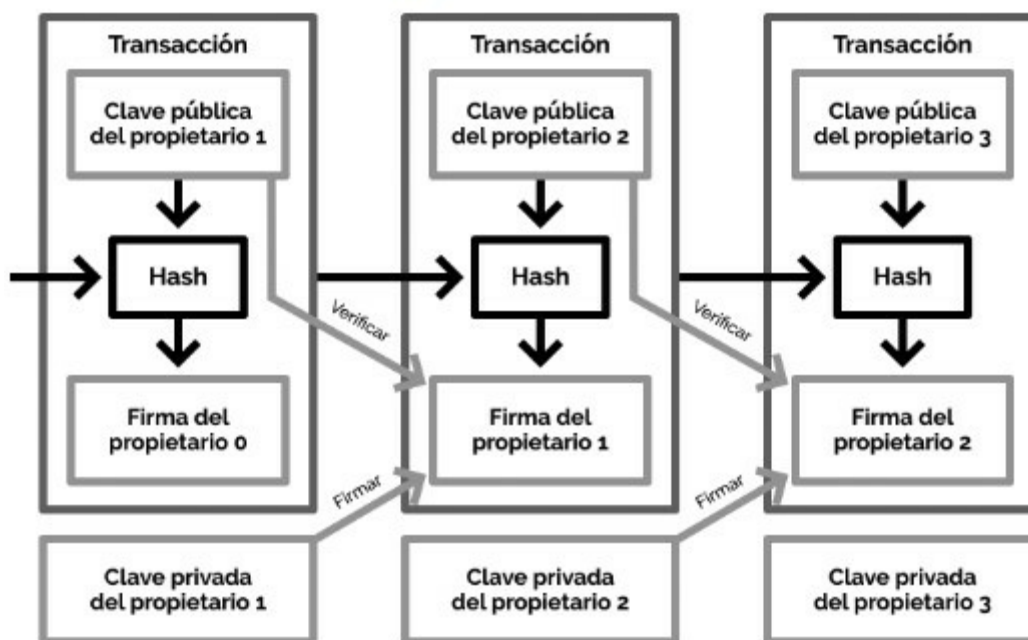 Transacción
Clave pública
del propietario 1
Hash
Firma del
propietario 0
Clave privada
del propietario 1
Verificar
Firmar
Transacción
Clave pública
del propietario 2
Hash
Firma del
propietario 1
Clave privada
del propietario 2
Verificar
Firmar
Transacción
Clave pública
del propietario 3
Hash
Firma del
propietario 2
Clave privada
del propietario 3